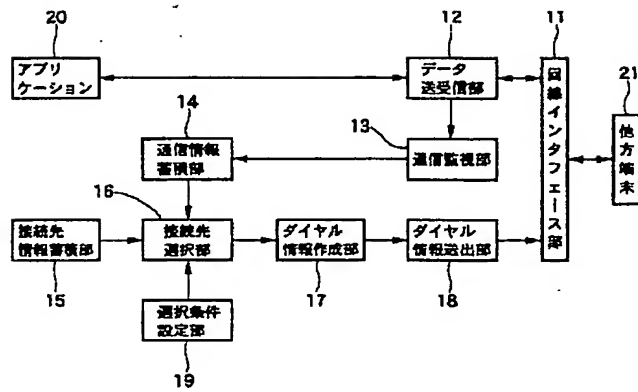 20
アプリ
ケーション
12
データ
送受信部
11
回線インタフェース部
21
他方端末
14
通信情報
蓄積部
13
通信監視部
16
接続先
選択部
接続先
情報蓄積部
15
ダイヤル
情報作成部
17
ダイヤル
情報送出部
18
選択条件
設定部
19